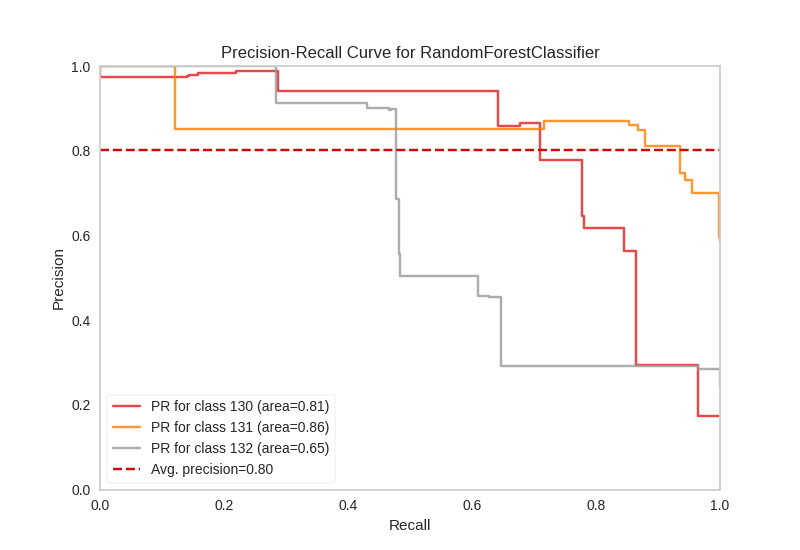 Precision-Recall Curve for RandomForestClassifier
1.0
0.8
0.6
0.4
0.2
0.0
Precision
PR for class 130 (area=0.81)
PR for class 131 (area=0.86)
PR for class 132 (area=0.65)
Avg. precision=0.80
0.0 0.2 0.4 0.6 0.8 1.0
Recall